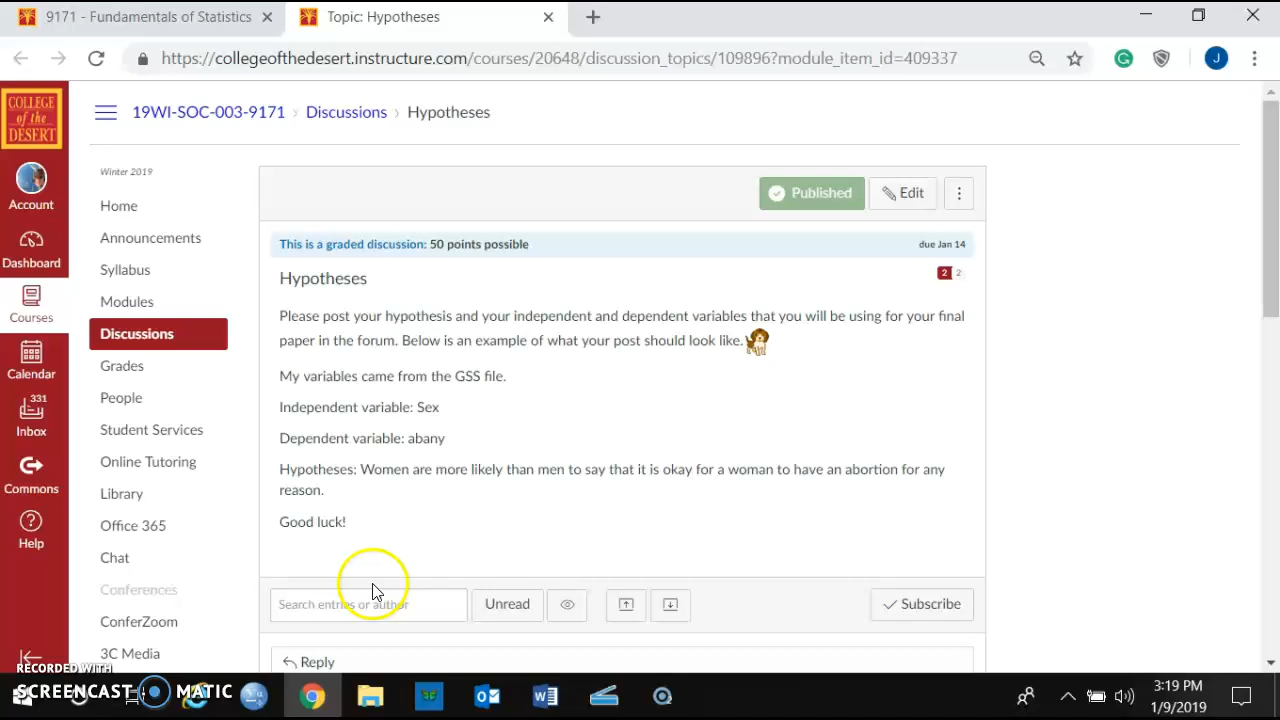 9171 - Fundamentals of Statistics
Topic: Hypotheses
https://collegeofthedesert.instructure.com/courses/20648/discussion_topics/109896?module_item_id=409337
J
COLLEGE
of the
DESERT
19WI-SOC-003-9171 › Discussions › Hypotheses
Account
Dashboard
Courses
Calendar
331
Inbox
Commons
Help
Winter 2019
Home
Announcements
Syllabus
Modules
Discussions
Grades
People
Student Services
Online Tutoring
Library
Office 365
Chat
Conferences
ConferZoom
3C Media
Published
Edit
This is a graded discussion: 50 points possible
due Jan 14
Hypotheses
2 2
Please post your hypothesis and your independent and dependent variables that you will be using for your final
paper in the forum. Below is an example of what your post should look like.
My variables came from the GSS file.
Independent variable: Sex
Dependent variable: abany
Hypotheses: Women are more likely than men to say that it is okay for a woman to have an abortion for any
reason.
Good luck!
Search entries or author
Unread
Subscribe
Reply
RECORDED WITH
SCREENCAST MATIC
3:19 PM
1/9/2019